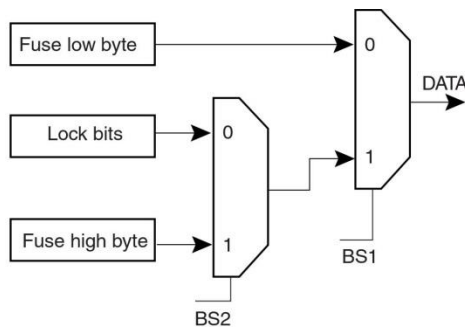 Fuse low byte
0
DATA
Lock bits
0
1
Fuse high byte
1
BS1
BS2